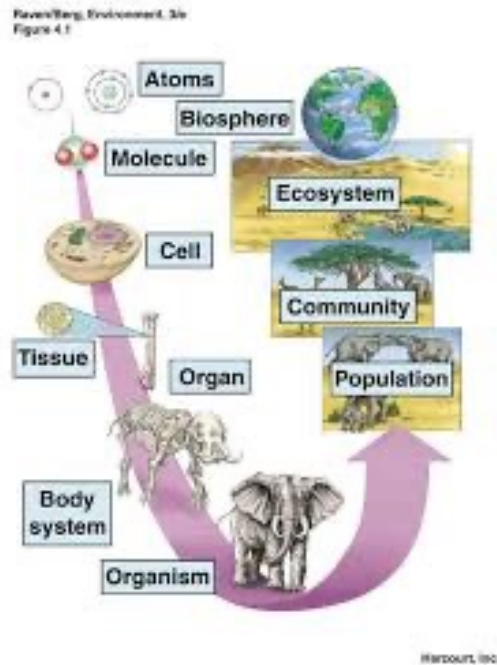 Raven/Berg, Environment, 3/e
Figure 4.1
Atoms
Biosphere
Molecule
Ecosystem
Cell
Community
Tissue
Organ
Population
Body
system
Organism
Harcourt, Inc